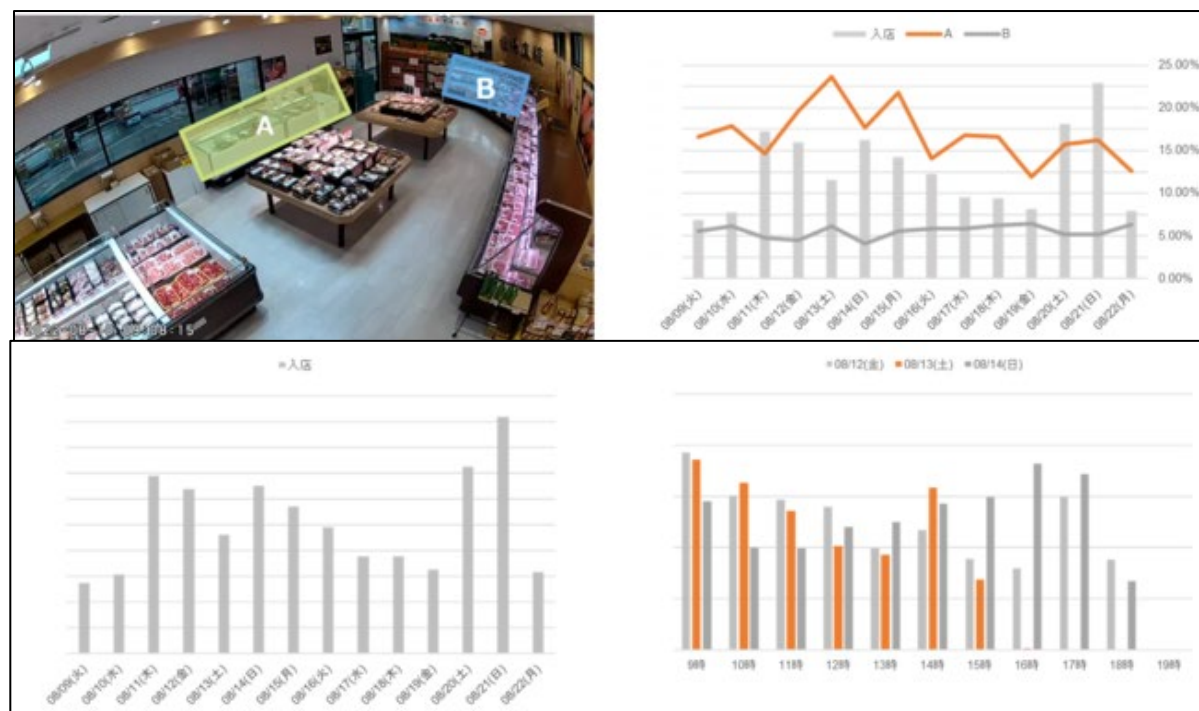 A
B
入店 A B
25.00%
20.00%
15.00%
10.00%
5.00%
0.00%
08/09(火)
08/10(水)
08/11(木)
08/12(金)
08/13(土)
08/14(日)
08/15(月)
08/16(火)
08/17(水)
08/18(木)
08/19(金)
08/20(土)
08/21(日)
08/22(月)
入店
08/09(火)
08/10(水)
08/11(木)
08/12(金)
08/13(土)
08/14(日)
08/15(月)
08/16(火)
08/17(水)
08/18(木)
08/19(金)
08/20(土)
08/21(日)
08/22(月)
08/12(金) 08/13(土) 08/14(日)
9時 10時 11時 12時 13時 14時 15時 16時 17時 18時 19時